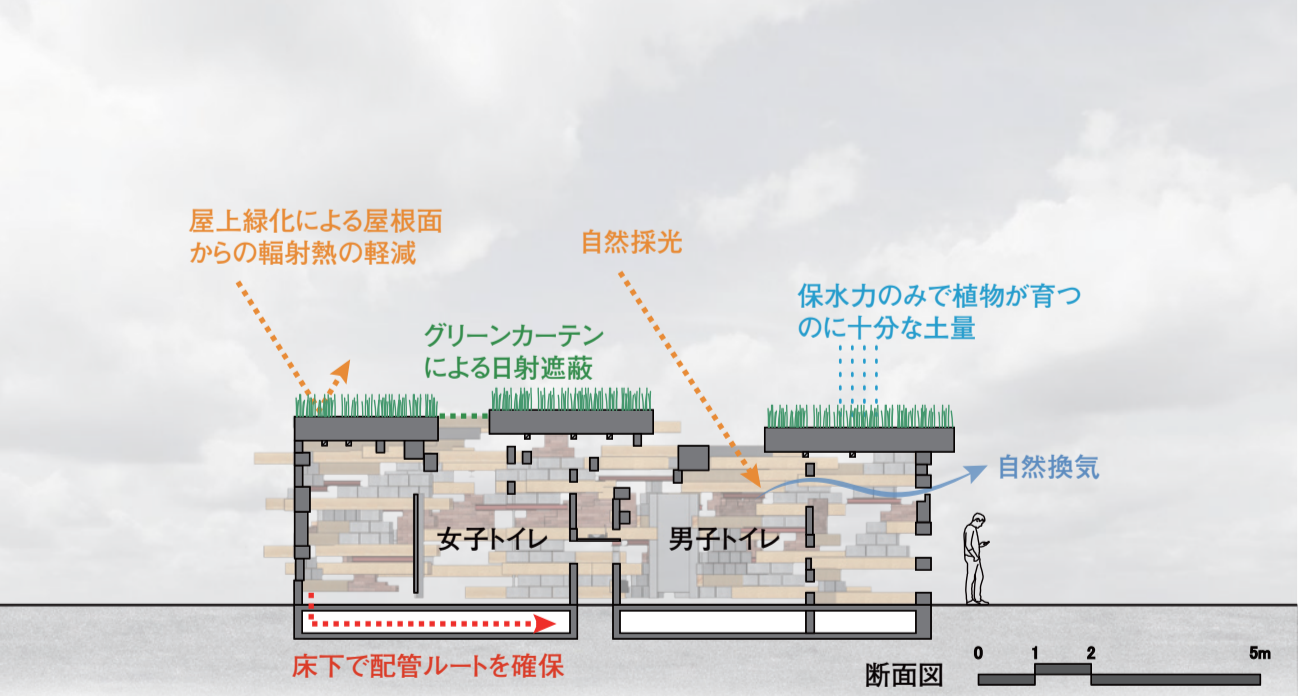 屋上緑化による屋根面
からの輻射熱の軽減
自然採光
保水力のみで植物が育つ
のに十分な土量
グリーンカーテン
による日射遮蔽
自然換気
女子トイレ
男子トイレ
床下で配管ルートを確保
断面図
0 1 2 5m